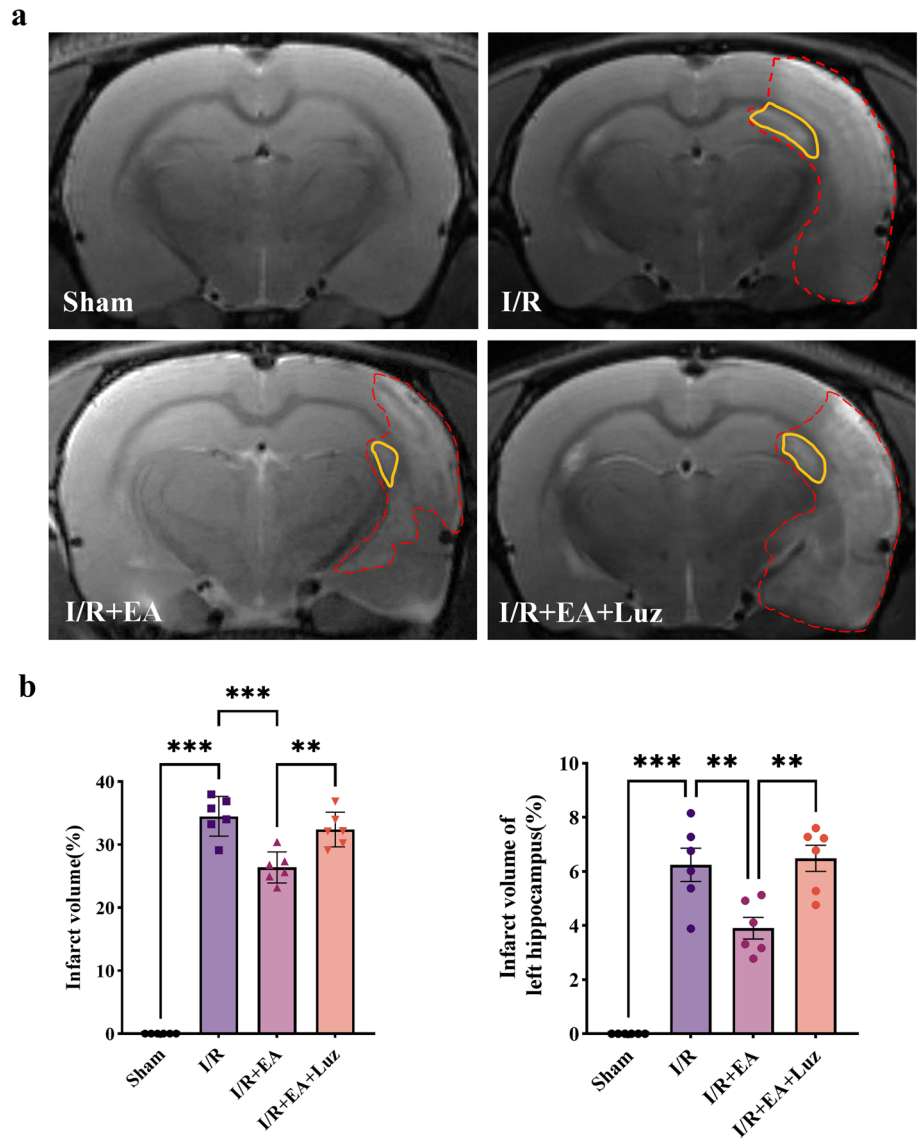 a
Sham
I/R
I/R+EA
I/R+EA+Luz
b
***
***
**
Infarct volume(%)
40
30
20
10
0
Sham
I/R
I/R+EA
I/R+EA+Luz
***
**
**
Infarct volume of
left hippocampus(%)
10
8
6
4
2
0
Sham
I/R
I/R+EA
I/R+EA+Luz